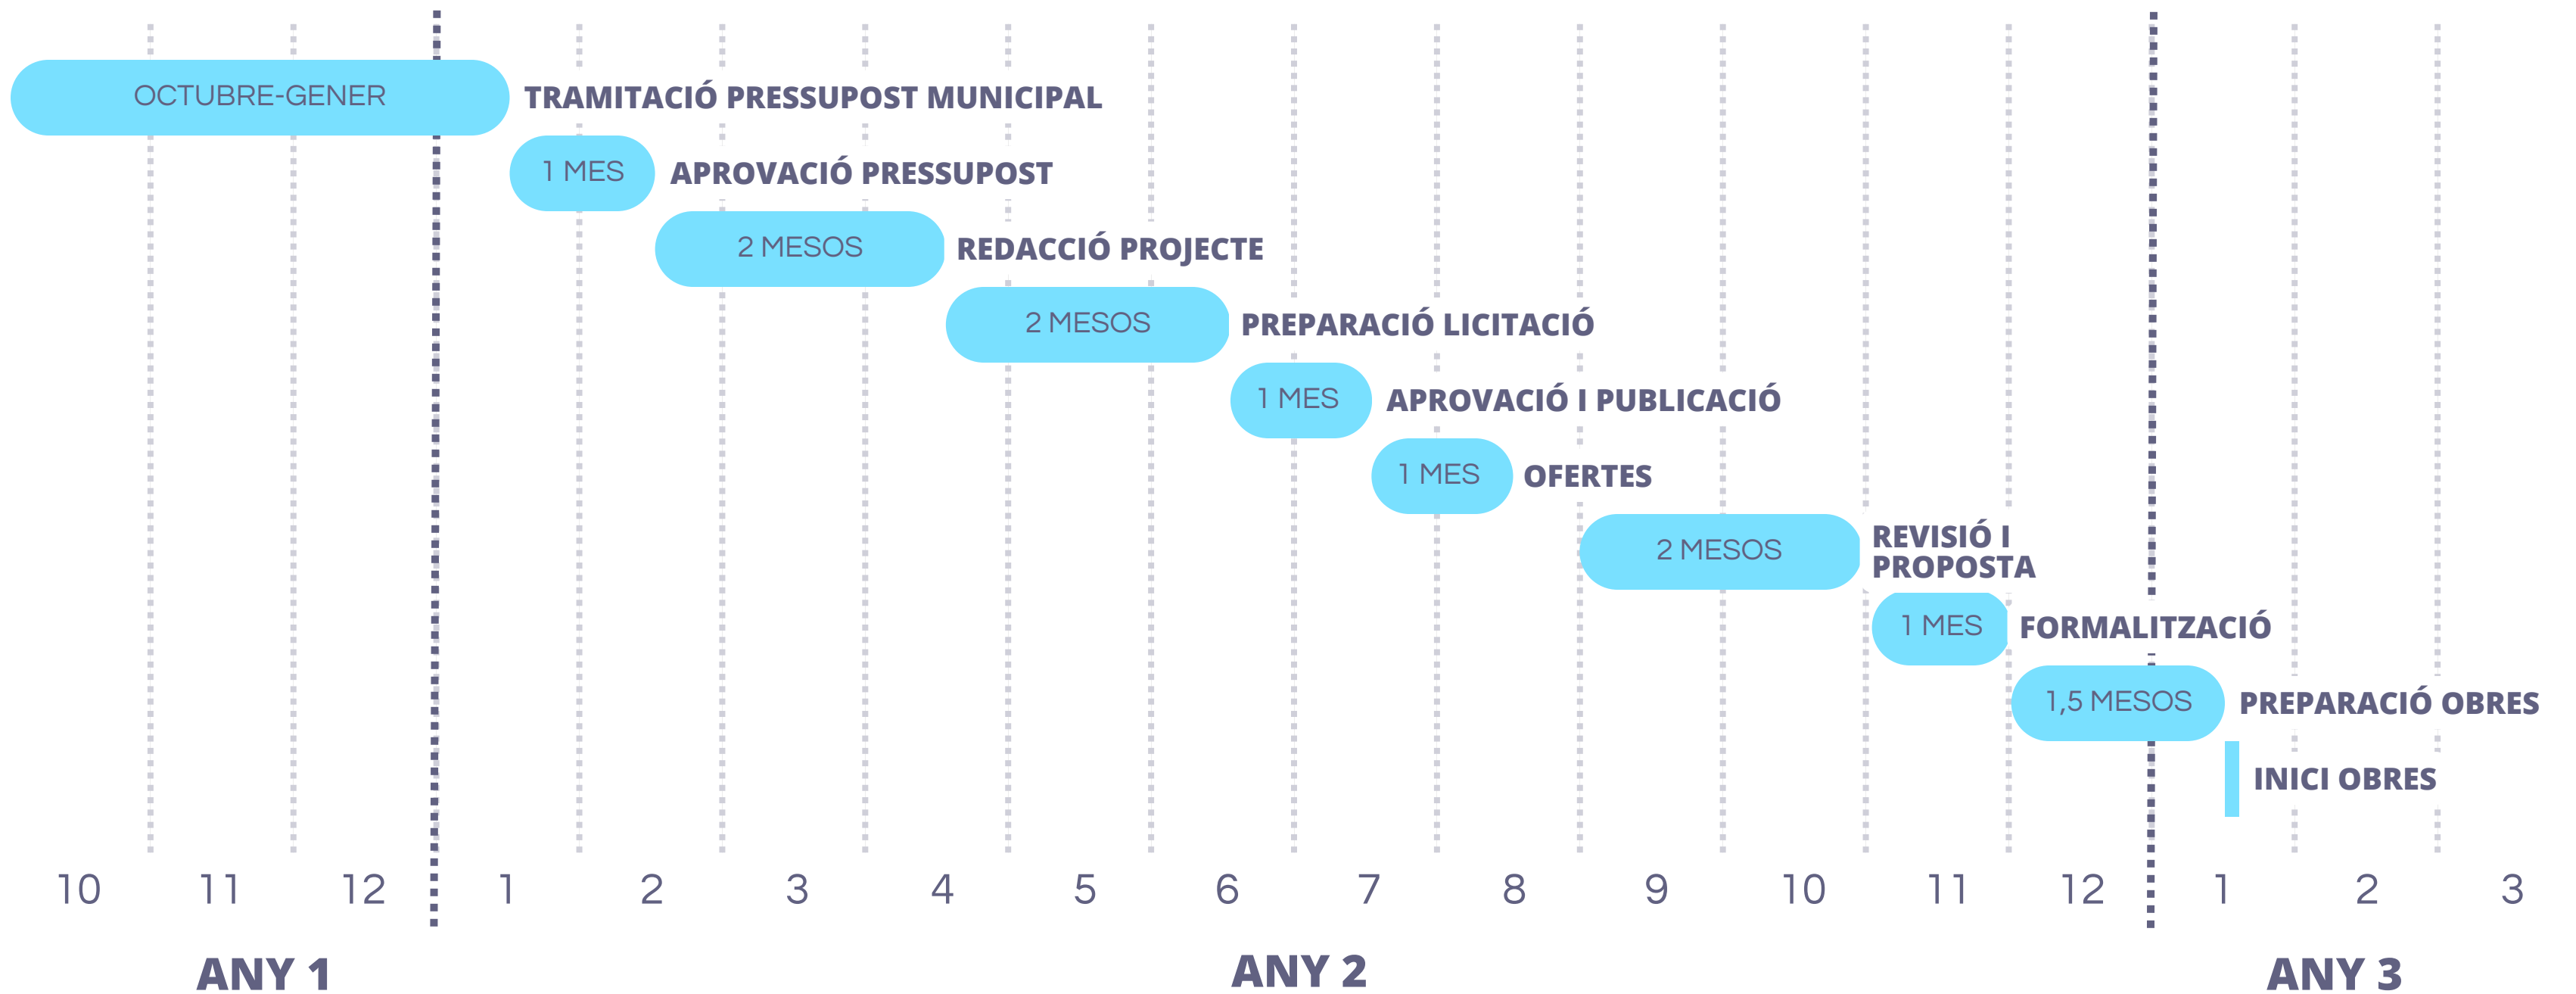 OCTUBRE-GENER
TRAMITACIÓ PRESSUPOST MUNICIPAL
1 MES
APROVACIÓ PRESSUPOST
2 MESOS
REDACCIÓ PROJECTE
2 MESOS
PREPARACIÓ LICITACIÓ
1 MES
APROVACIÓ I PUBLICACIÓ
1 MES
OFERTES
2 MESOS
REVISIÓ I
PROPOSTA
1 MES
FORMALITZACIÓ
1,5 MESOS
PREPARACIÓ OBRES
INICI OBRES
10 11 12 1 2 3 4 5 6 7 8 9 10 11 12 1 2 3
ANY 1 ANY 2 ANY 3